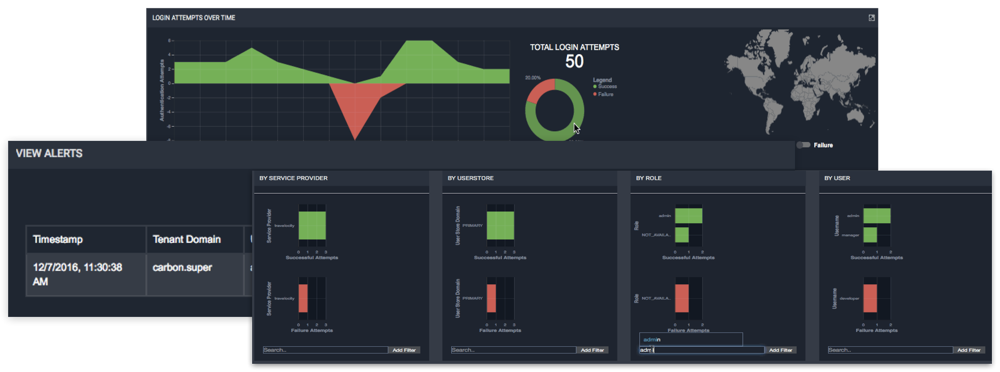 LOGIN ATTEMPTS OVER TIME
Authentication Attempts
6
4
2
0
-2
-4
-6
-8
TOTAL LOGIN ATTEMPTS
50
20.00%
Legend
Success
Failure
Failure
VIEW ALERTS
Timestamp
Tenant Domain
12/7/2016, 11:30:38
AM
carbon.super
BY SERVICE PROVIDER
Service Provider
travelocity
0 1 2 3
Successful Attempts
Service Provider
travelocity
0 1 2 3
Failure Attempts
Search..
Add Filter
BY USERSTORE
User Store Domain
PRIMARY
0 1 2 3
Successful Attempts
User Store Domain
PRIMARY
0 1 2 3
Failure Attempts
Search..
Add Filter
BY ROLE
Role
admin
NOT_AVAILA..
0 1 2
Successful Attempts
Role
NOT_AVAILA..
0 1 2
Failure Attempts
admin
admi
Add Filter
BY USER
Username
admin
manager
0 1 2
Successful Attempts
Username
developer
0 1 2
Failure Attempts
Search..
Add Filter